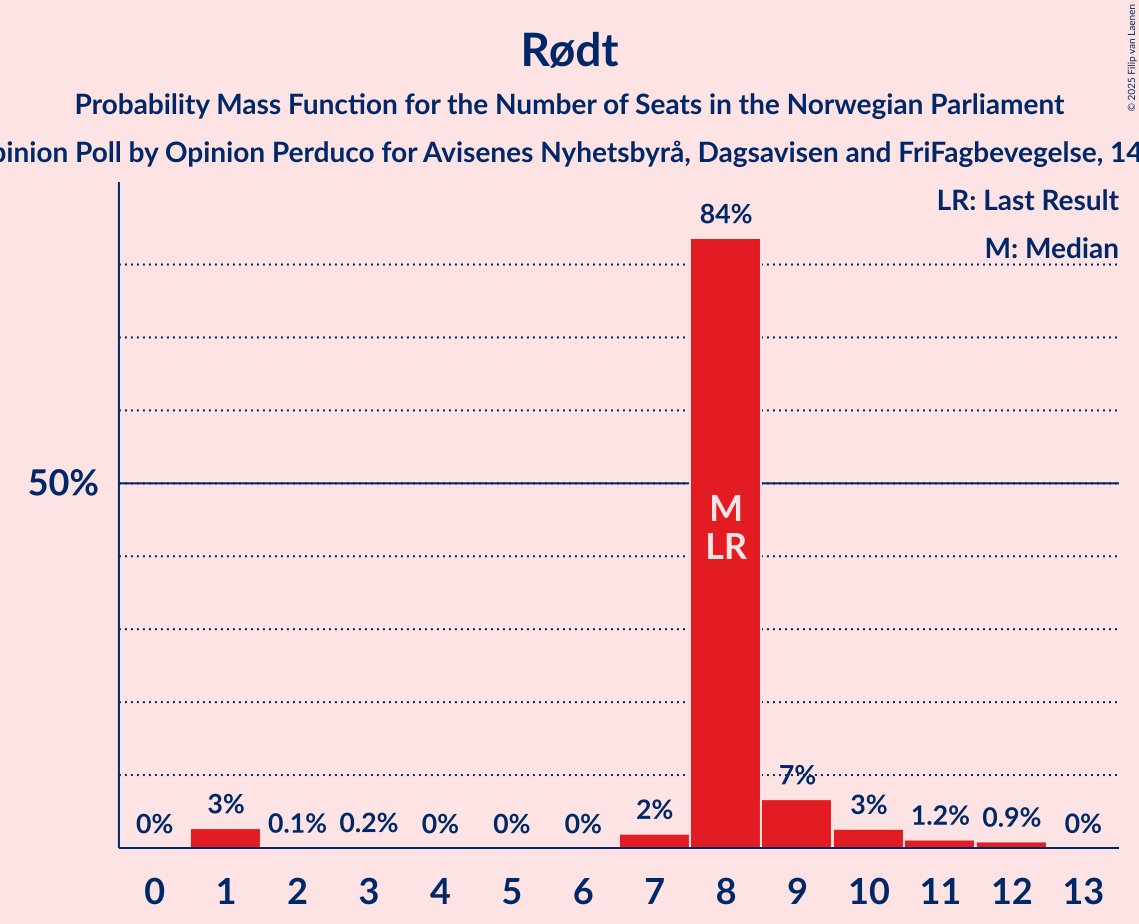 © 2025 Filip van Laenen
Rødt
Probability Mass Function for the Number of Seats in the Norwegian Parliament
pinion Poll by Opinion Perduco for Avisenes Nyhetsbyrå, Dagsavisen and FriFagbevegelse, 14
LR: Last Result
M: Median
84%
50%
M
LR
0% 3% 0.1% 0.2% 0% 0% 0% 2% 7% 3% 1.2% 0.9% 0%
0 1 2 3 4 5 6 7 8 9 10 11 12 13